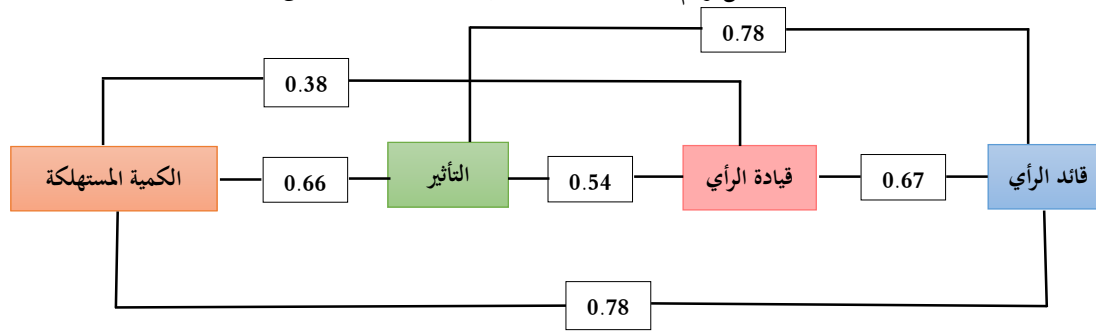 0.78
0.38
قائد الرأي
0.67
قيادة الرأي
0.54
التأثير
0.66
الكمية المستهلكة
0.78